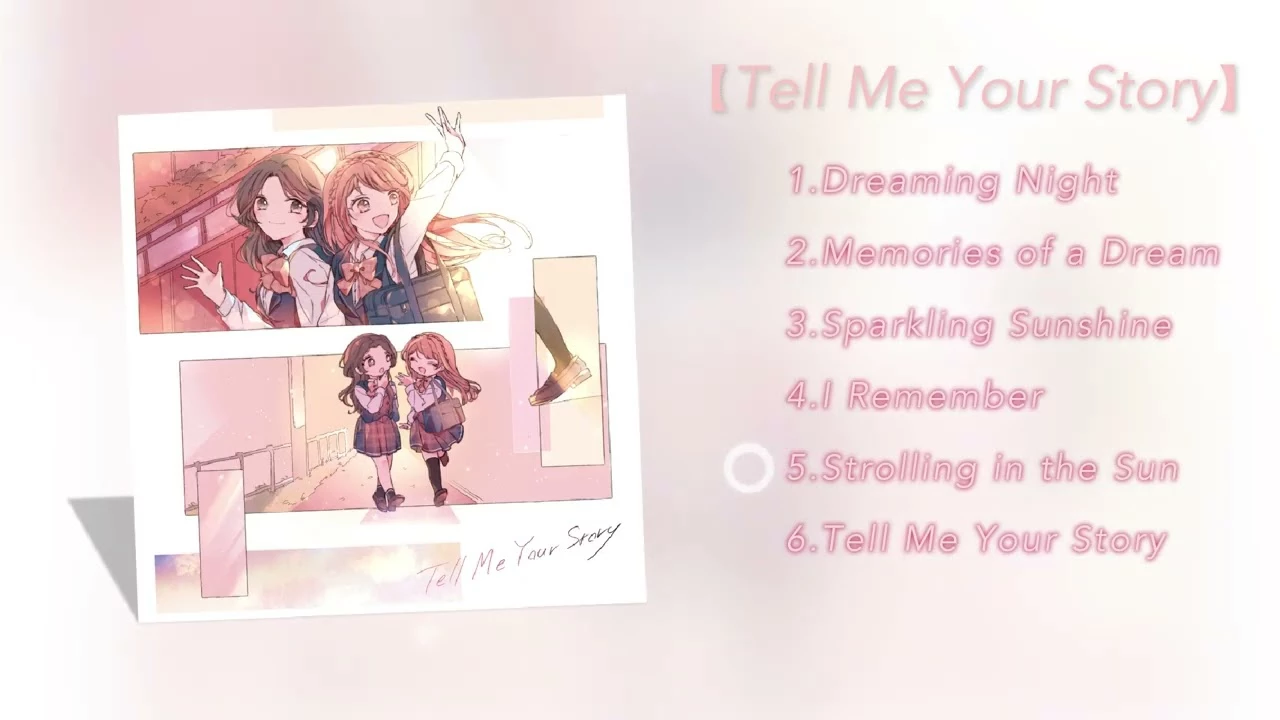 Tell Me Your Story
【Tell Me Your Story】
1.Dreaming Night
2.Memories of a Dream
3.Sparkling Sunshine
4.I Remember
5.Strolling in the Sun
6.Tell Me Your Story